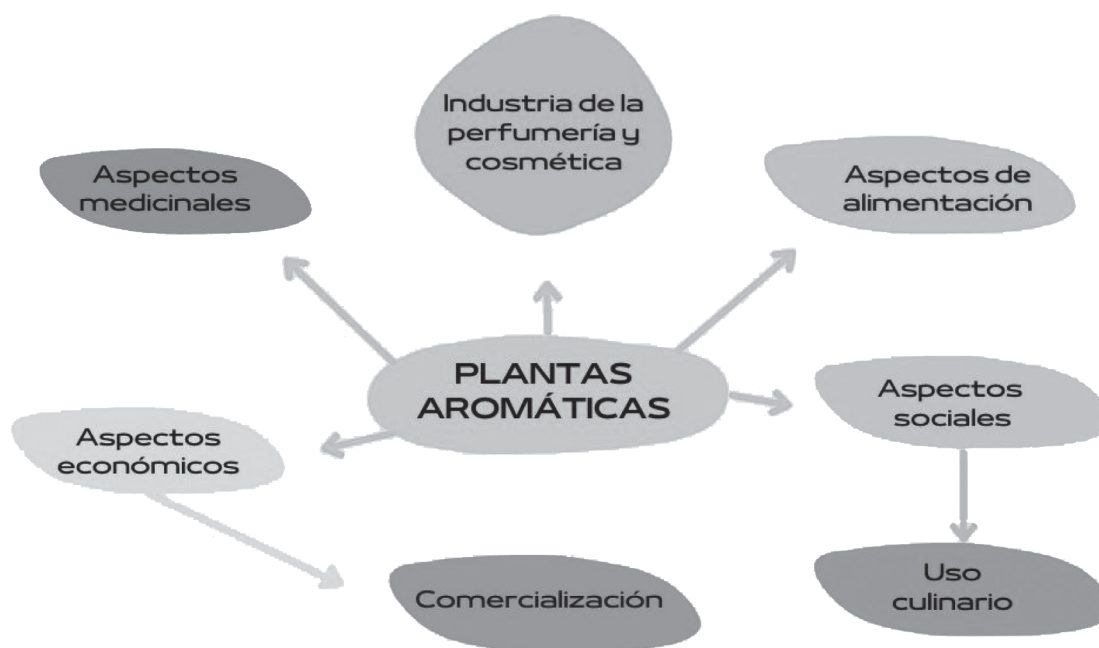 Industria de la
perfumería y
cosmética
Aspectos
medicinales
Aspectos de
alimentación
PLANTAS
AROMÁTICAS
Aspectos
sociales
Aspectos
económicos
Uso
culinario
Comercialización